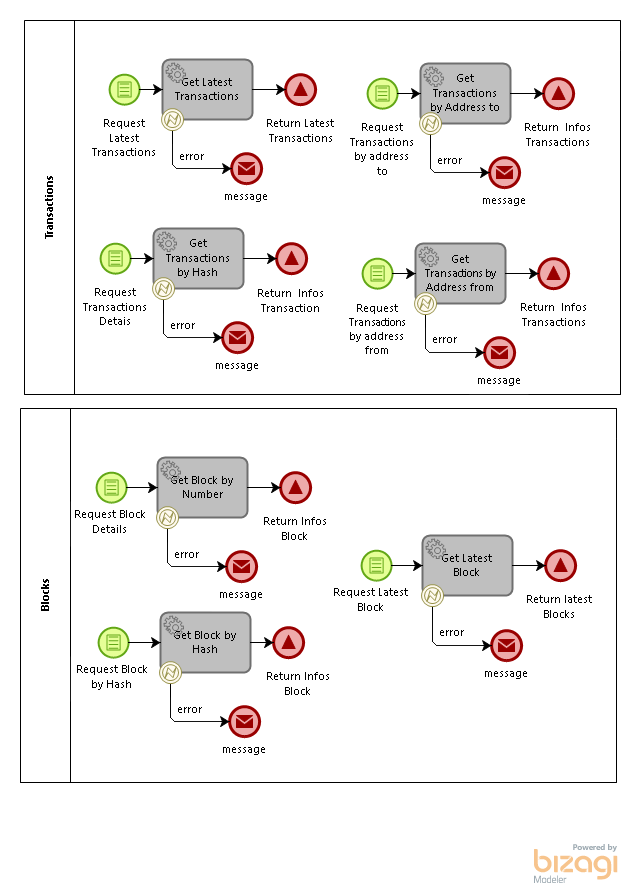 Transactions
Get Latest
Transactions
Request
Latest
Transactions
Return Latest
Transactions
error
message
Get
Transactions
by Address to
Request
Transactions
by address
to
Return Infos
Transactions
error
message
Get
Transactions
by Hash
Request
Transactions
Detais
Return Infos
Transaction
error
message
Get
Transactions by
Address from
Request
Transactions
by address
from
Return Infos
Transactions
error
message
Blocks
Get Block by
Number
Request Block
Details
Return Infos
Block
error
message
Get Latest
Block
Request Latest
Block
Return latest
Blocks
error
message
Get Block by
Hash
Request Block
by Hash
Return Infos
Block
error
message
Powered by
bizagi
Modeler